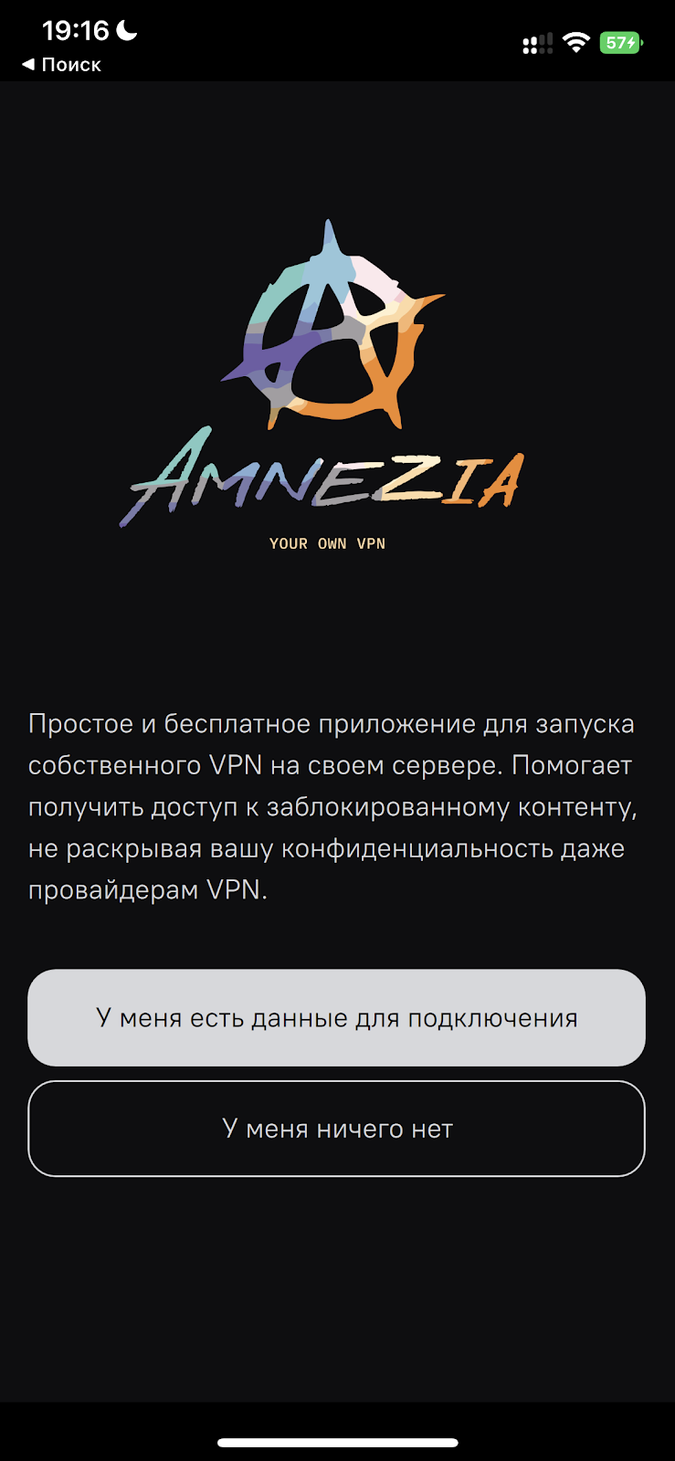 19:16
57
◀ Поиск
AMNEZIA
YOUR OWN VPN
Простое и бесплатное приложение для запуска
собственного VPN на своем сервере. Помогает
получить доступ к заблокированному контенту,
не раскрывая вашу конфиденциальность даже
провайдерам VPN.
У меня есть данные для подключения
У меня ничего нет